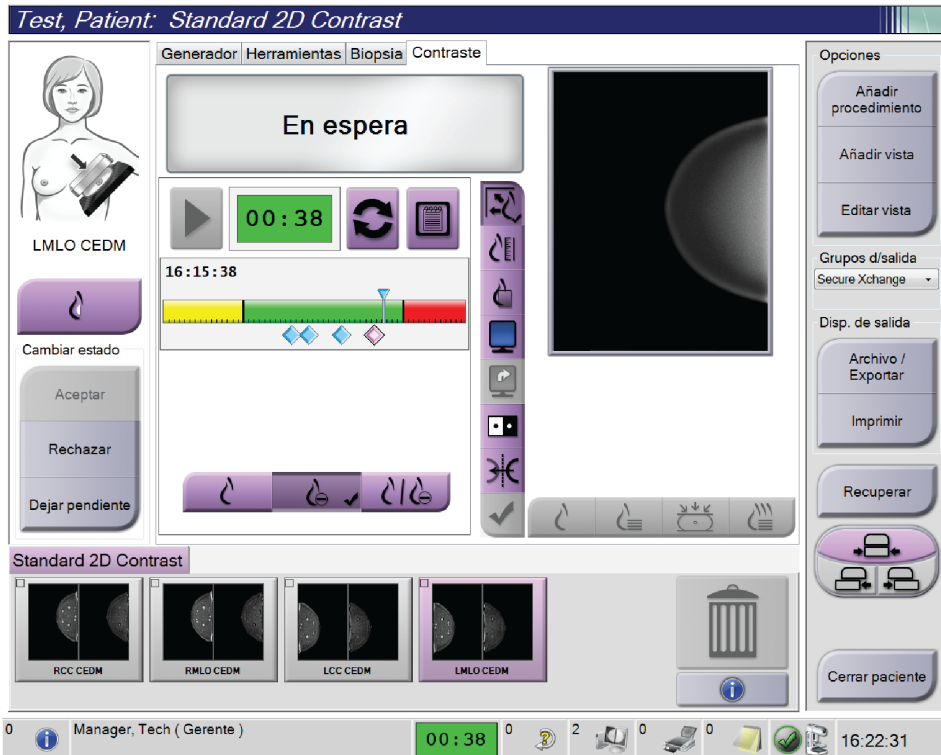 Test, Patient: Standard 2D Contrast
Generador Herramientas Biopsia Contraste
En espera
00:38
16:15:38
LMLO CEDM
Cambiar estado
Aceptar
Rechazar
Dejar pendiente
Opciones
Añadir
procedimiento
Añadir vista
Editar vista
Grupos d/salida
Secure Xchange
Disp. de salida
Archivo /
Exportar
Imprimir
Recuperar
Cerrar paciente
Standard 2D Contrast
RCC CEDM
RMLO CEDM
LCC CEDM
LMLO CEDM
0
Manager, Tech ( Gerente )
00:38
0
2
0
0
16:22:31